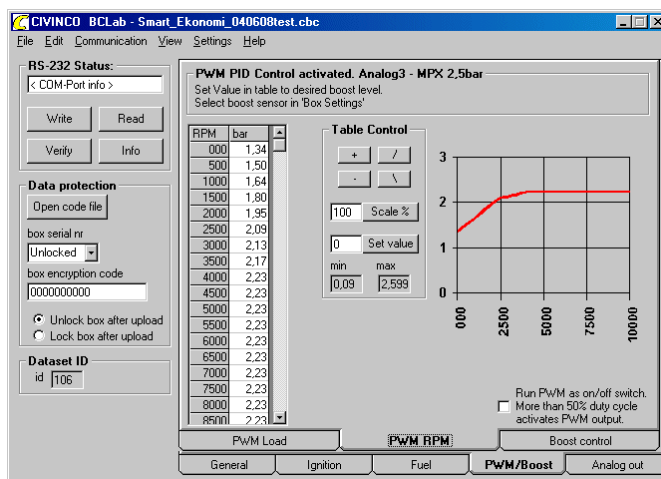 CIVINCO BCLab - Smart_Ekonomi_040608test.cbc
File Edit Communication View Settings Help
RS-232 Status:
< COM-Port info >
Write Read
Verify Info
Data protection
Open code file
box serial nr
Unlocked
box encryption code
0000000000
Unlock box after upload
Lock box after upload
Dataset ID
id 106
PWM PID Control activated. Analog3 - MPX 2,5bar
Set Value in table to desired boost level.
Select boost sensor in 'Box Settings'
RPM bar
000 1,34
500 1,50
1000 1,64
1500 1,80
2000 1,95
2500 2,09
3000 2,13
3500 2,17
4000 2,23
4500 2,23
5000 2,23
5500 2,23
6000 2,23
6500 2,23
7000 2,23
7500 2,23
8000 2,23
8500 2,23
Table Control
+ /
- \
100 Scale %
0 Set value
min max
0,09 2,599
3
2
1
0
000 2500 5000 7500 10000
Run PWM as on/off switch.
More than 50% duty cycle
activates PWM output.
PWM Load PWM RPM Boost control
General Ignition Fuel PWM/Boost Analog out